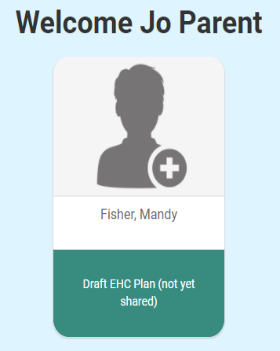 Welcome Jo Parent
Fisher, Mandy
Draft EHC Plan (not yet
shared)